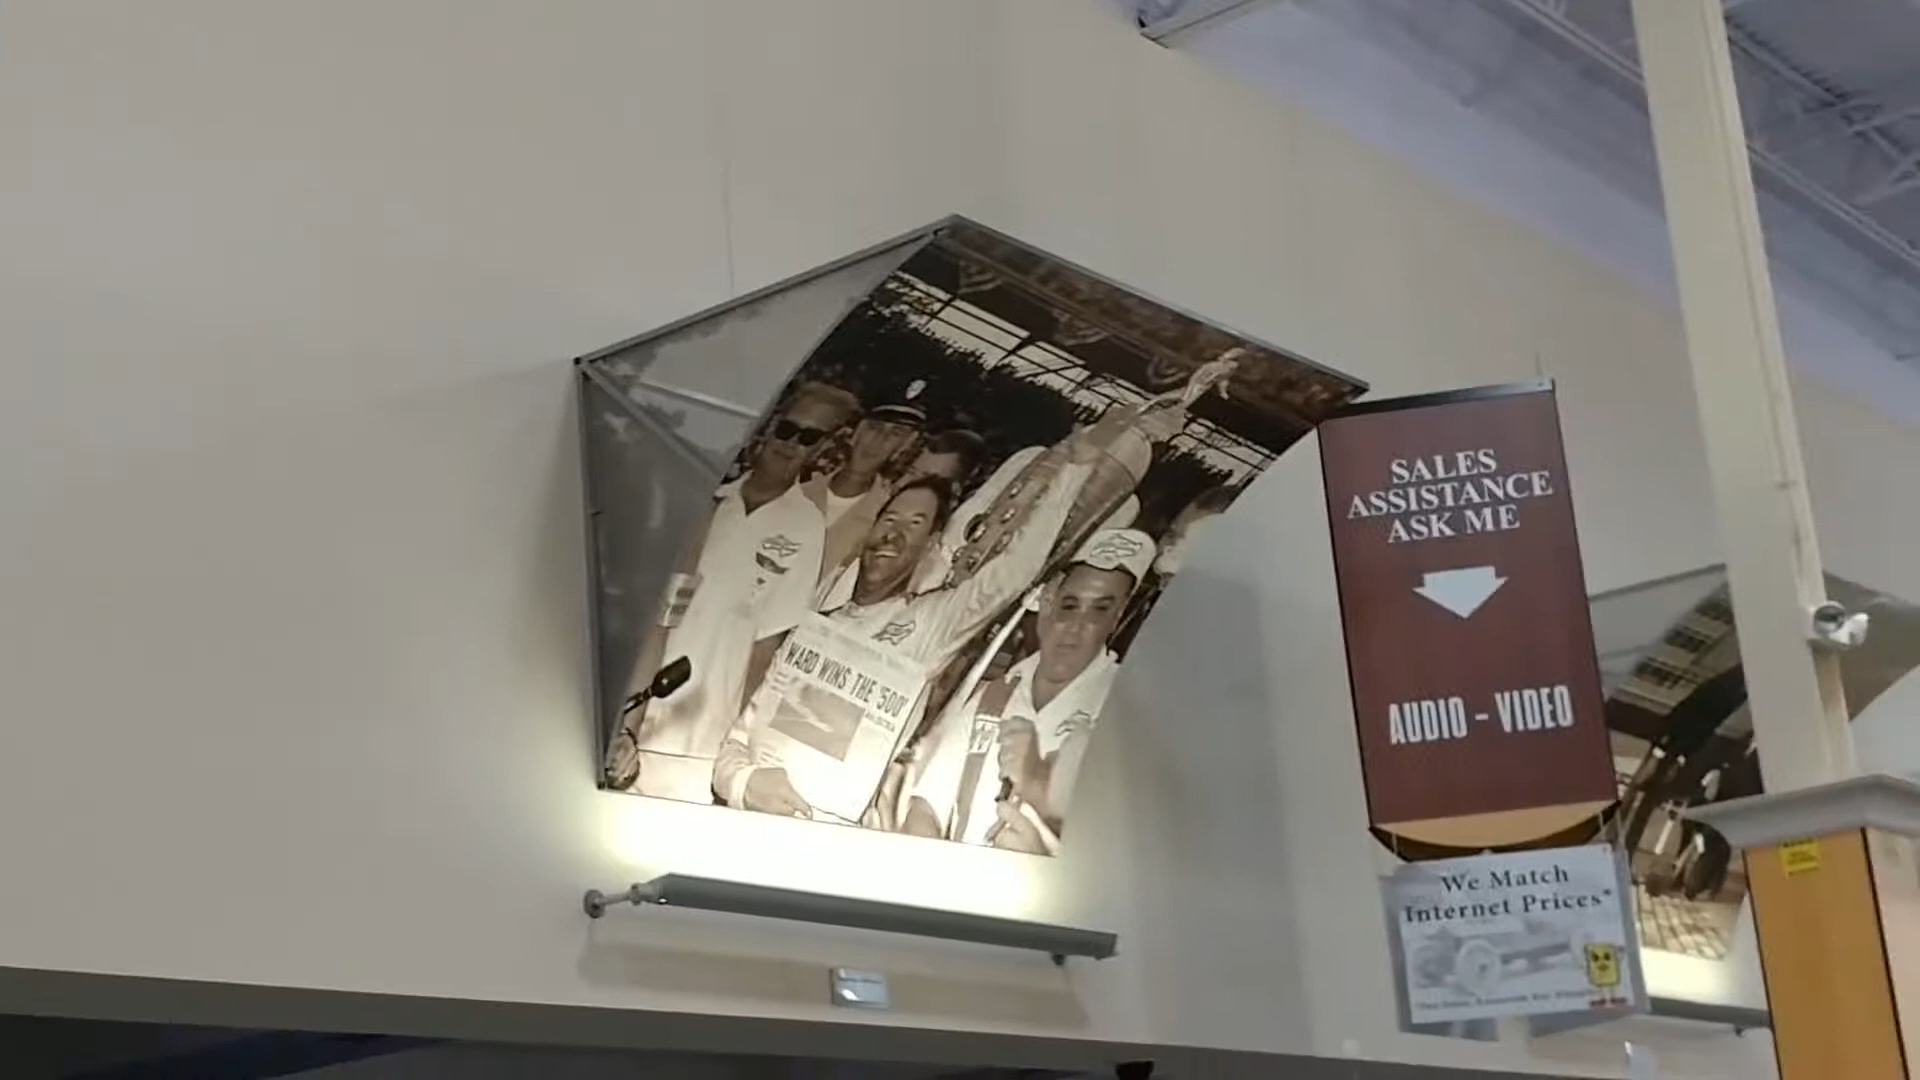 WARD WINS THE '500'
SALES
ASSISTANCE
ASK ME
AUDIO - VIDEO
We Match
Internet Prices*